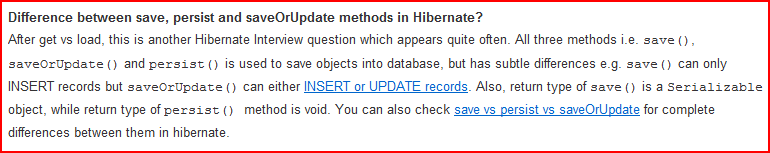 Difference between save, persist and saveOrUpdate methods in Hibernate?
After get vs load, this is another Hibernate Interview question which appears quite often. All three methods i.e. save(),
saveOrUpdate() and persist() is used to save objects into database, but has subtle differences e.g. save() can only
INSERT records but saveOrUpdate() can either INSERT or UPDATE records. Also, return type of save() is a Serializable
object, while return type of persist() method is void. You can also check save vs persist vs saveOrUpdate for complete
differences between them in hibernate.